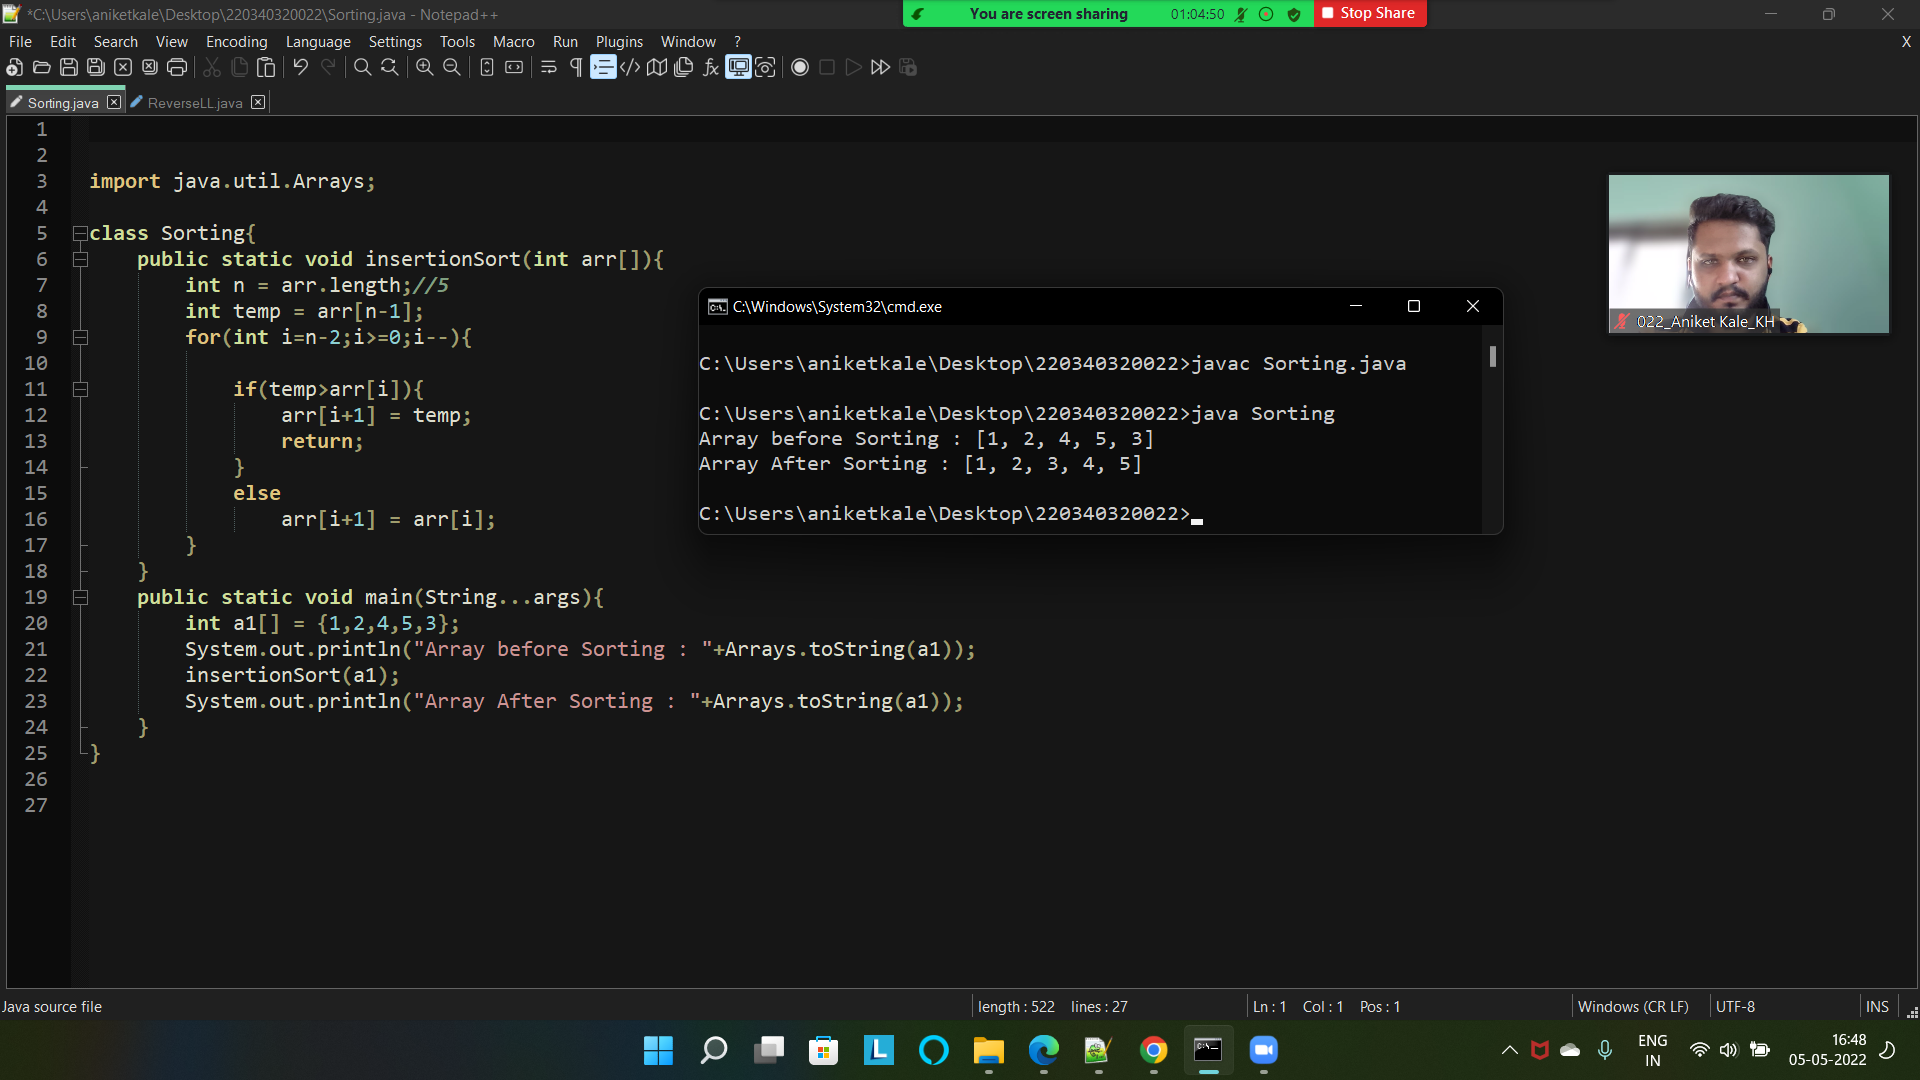 *C:\Users\aniketkale\Desktop\220340320022\Sorting.java - Notepad++
You are screen sharing 01:04:50 Stop Share
File Edit Search View Encoding Language Settings Tools Macro Run Plugins Window ? X
Sorting.java ReverseLL.java
1
2
3 import java.util.Arrays;
4
5 class Sorting{
6 public static void insertionSort(int arr[]){
7 int n = arr.length;//5
8 int temp = arr[n-1];
9 for(int i=n-2;i>=0;i--){
10
11 if(temp>arr[i]){
12 arr[i+1] = temp;
13 return;
14 }
15 else
16 arr[i+1] = arr[i];
17 }
18 }
19 public static void main(String...args){
20 int a1[] = {1,2,4,5,3};
21 System.out.println("Array before Sorting : "+Arrays.toString(a1));
22 insertionSort(a1);
23 System.out.println("Array After Sorting : "+Arrays.toString(a1));
24 }
25 }
26
27
C:\Windows\System32\cmd.exe
C:\Users\aniketkale\Desktop\220340320022>javac Sorting.java
C:\Users\aniketkale\Desktop\220340320022>java Sorting
Array before Sorting : [1, 2, 4, 5, 3]
Array After Sorting : [1, 2, 3, 4, 5]
C:\Users\aniketkale\Desktop\220340320022>
022_Aniket Kale_KH
Java source file length : 522 lines : 27 Ln : 1 Col : 1 Pos : 1 Windows (CR LF) UTF-8 INS
L
ENG
IN
16:48
05-05-2022